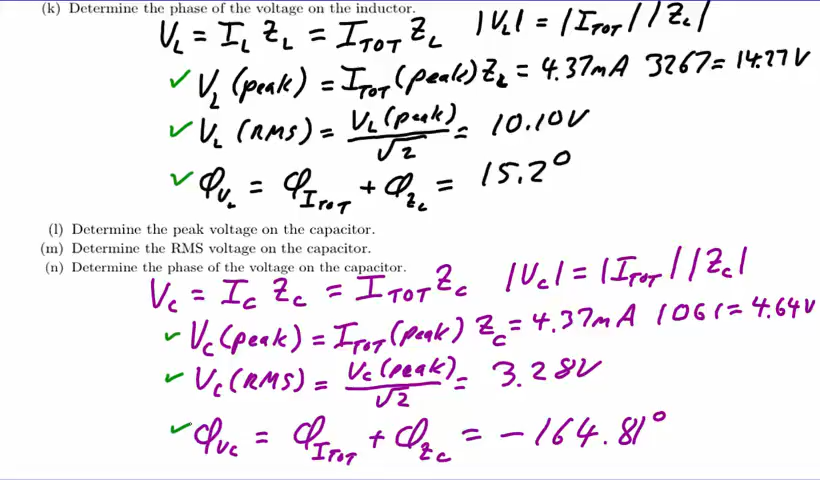 (k) Determine the phase of the voltage on the inductor.
V_L = I_L Z_L = I_TOT Z_L |V_L| = |I_TOT| |Z_C|
✓ V_L (peak) = I_TOT (peak) Z_L = 4.37mA 3267 = 14.27V
✓ V_L (RMS) = V_L (peak) / √2 = 10.10V
✓ φ_VL = φ_ITOT + φ_ZC = 15.2°
(l) Determine the peak voltage on the capacitor.
(m) Determine the RMS voltage on the capacitor.
(n) Determine the phase of the voltage on the capacitor.
V_C = I_C Z_C = I_TOT Z_C |V_C| = |I_TOT| |Z_C|
✓ V_C (peak) = I_TOT (peak) Z_C = 4.37mA 1061 = 4.64V
✓ V_C (RMS) = V_C (peak) / √2 = 3.28V
✓ φ_VC = φ_ITOT + φ_ZC = -164.81°